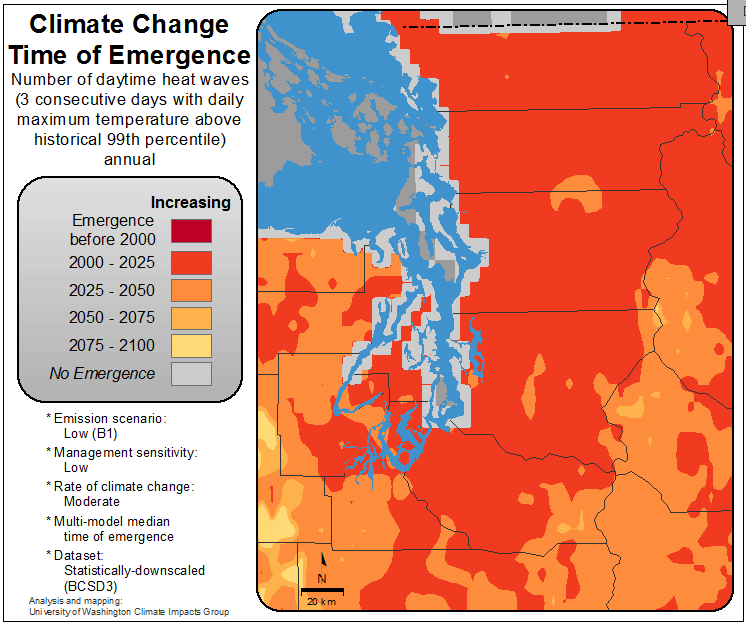 Climate Change
Time of Emergence
Number of daytime heat waves
(3 consecutive days with daily
maximum temperature above
historical 99th percentile)
annual
Increasing
Emergence
before 2000
2000 - 2025
2025 - 2050
2050 - 2075
2075 - 2100
No Emergence
* Emission scenario:
Low (B1)
* Management sensitivity:
Low
* Rate of climate change:
Moderate
* Multi-model median
time of emergence
* Dataset:
Statistically-downscaled
(BCSD3)
Analysis and mapping:
University of Washington Climate Impacts Group
N
20 km